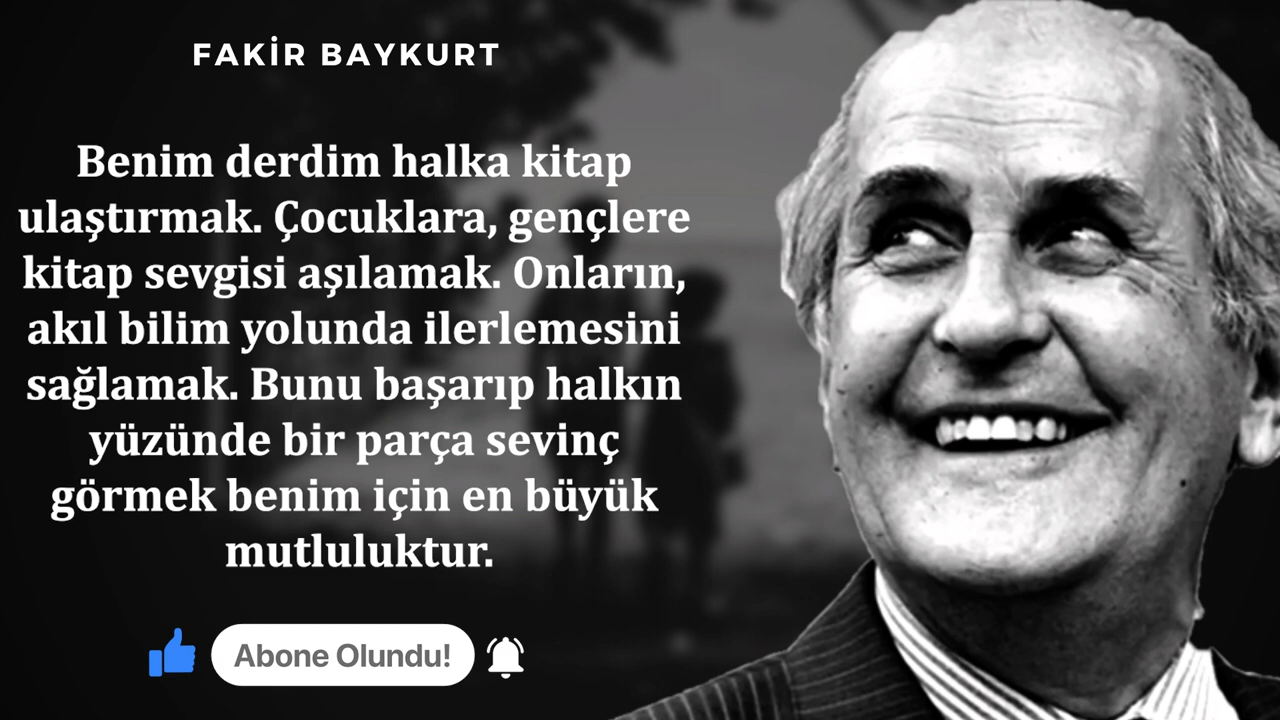 FAKİR BAYKURT
Benim derdim halka kitap
ulaştırmak. Çocuklara, gençlere
kitap sevgisi aşılamak. Onların,
akıl bilim yolunda ilerlemesini
sağlamak. Bunu başarıp halkın
yüzünde bir parça sevinç
görmek benim için en büyük
mutluluktur.
Abone Olundu!